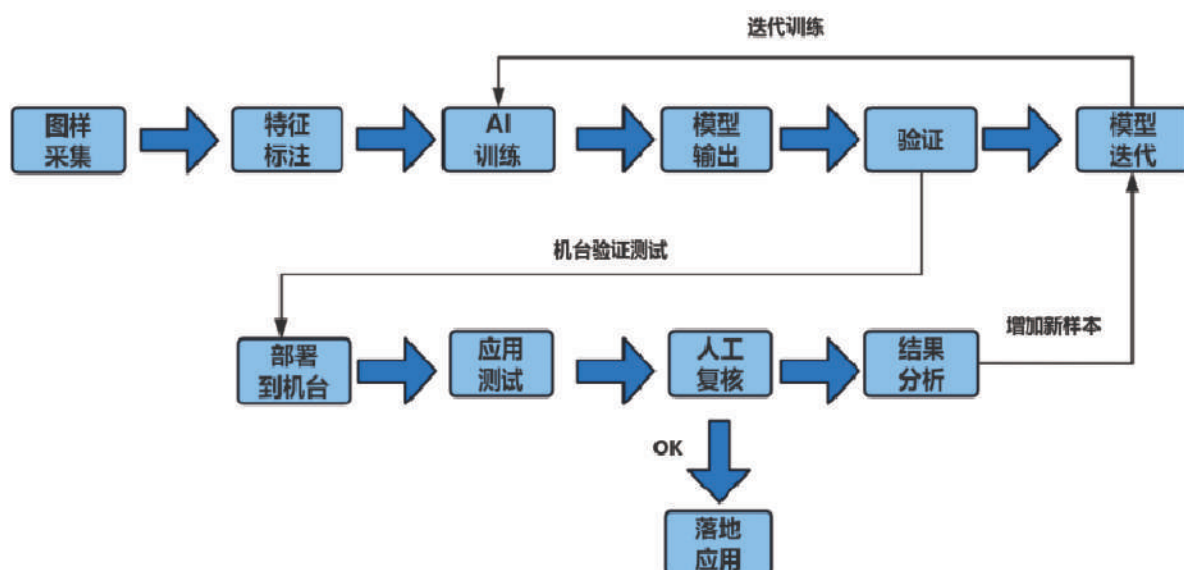 迭代训练
图样
采集
特征
标注
AI
训练
模型
输出
验证
模型
迭代
机台验证测试
增加新样本
部署
到机台
应用
测试
人工
复核
结果
分析
OK
落地
应用